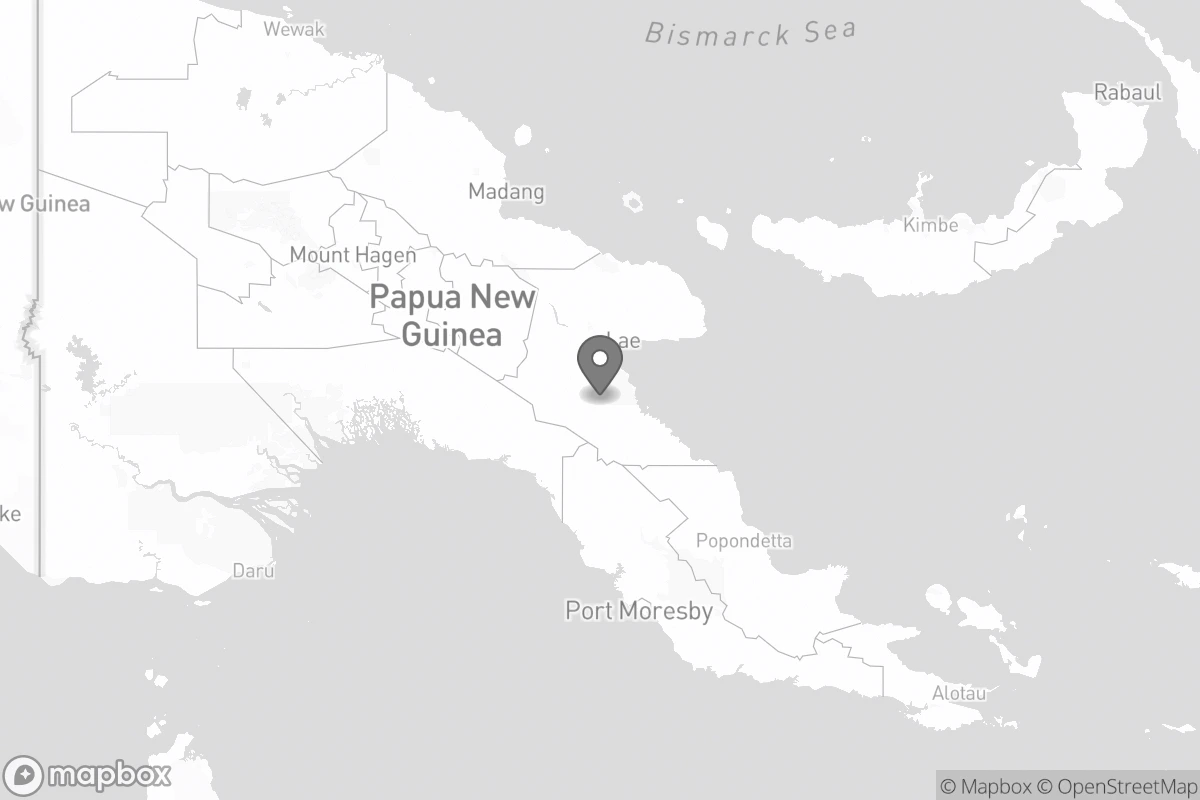 Wewak
Bismarck Sea
Rabaul
Madang
w Guinea
Kimbe
Mount Hagen
Papua New
Guinea
Lae
ke
Popondetta
Daru
Port Moresby
Alotau
mapbox
© Mapbox © OpenStreetMap